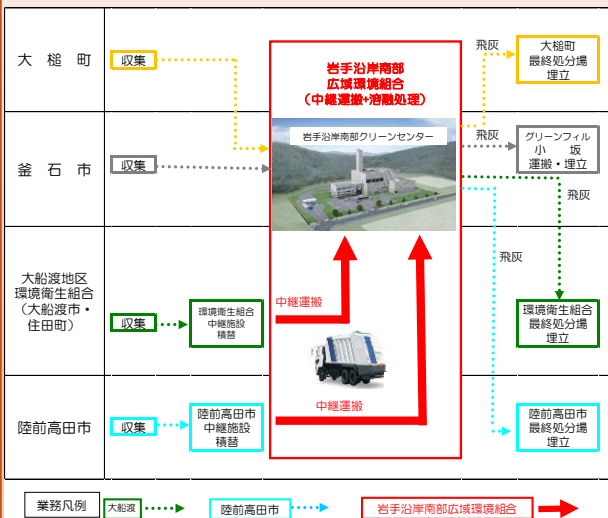 大槌町
収集
岩手沿岸南部
広域環境組合
(中継運搬+溶融処理)
飛灰
大槌町
最終処分場
埋立
釜石市
収集
岩手沿岸南部クリーンセンター
飛灰
グリーンフィル
小　坂
運搬・埋立
飛灰
飛灰
大船渡地区
環境衛生組合
(大船渡市・
住田町)
収集
環境衛生組合
中継施設
積替
中継運搬
環境衛生組合
最終処分場
埋立
陸前高田市
収集
陸前高田市
中継施設
積替
中継運搬
陸前高田市
最終処分場
埋立
業務凡例
大船渡
陸前高田市
岩手沿岸南部広域環境組合